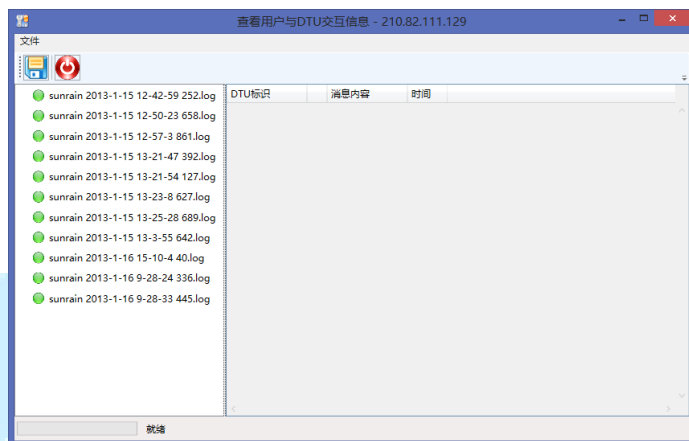 查看用户与DTU交互信息 - 210.82.111.129
文件
DTU标识 消息内容 时间
sunrain 2013-1-15 12-42-59 252.log
sunrain 2013-1-15 12-50-23 658.log
sunrain 2013-1-15 12-57-3 861.log
sunrain 2013-1-15 13-21-47 392.log
sunrain 2013-1-15 13-21-54 127.log
sunrain 2013-1-15 13-23-8 627.log
sunrain 2013-1-15 13-25-28 689.log
sunrain 2013-1-15 13-3-55 642.log
sunrain 2013-1-16 15-10-4 40.log
sunrain 2013-1-16 9-28-24 336.log
sunrain 2013-1-16 9-28-33 445.log
就绪